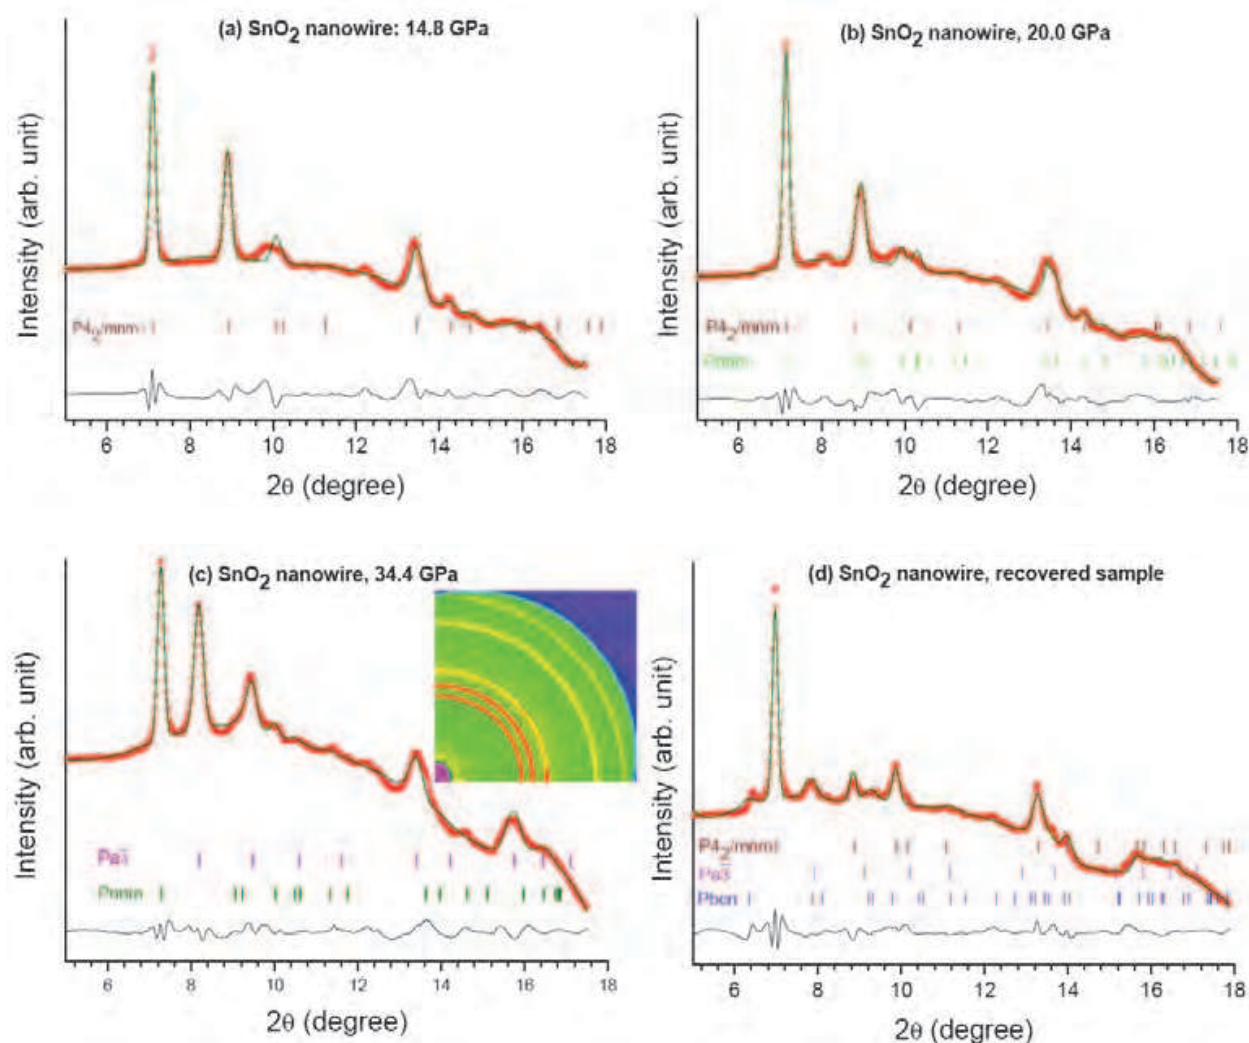 (a) SnO2 nanowire: 14.8 GPa
Intensity (arb. unit)
P42/mnm
6 8 10 12 14 16 18
2θ (degree)
(b) SnO2 nanowire, 20.0 GPa
Intensity (arb. unit)
P42/mnm
Pnnm
6 8 10 12 14 16 18
2θ (degree)
(c) SnO2 nanowire, 34.4 GPa
Intensity (arb. unit)
Pa3̄
Pnnm
6 8 10 12 14 16 18
2θ (degree)
(d) SnO2 nanowire, recovered sample
Intensity (arb. unit)
P42/mnm
Pa3̄
Pbcn
6 8 10 12 14 16 18
2θ (degree)